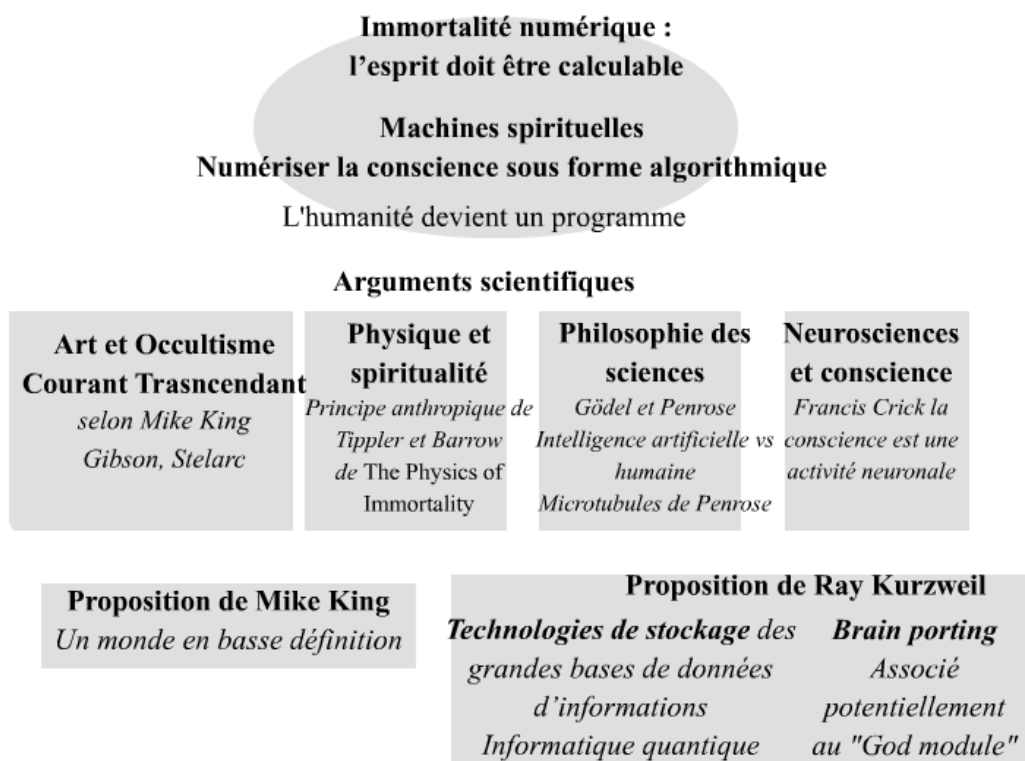 Immortalité numérique :
l'esprit doit être calculable
Machines spirituelles
Numériser la conscience sous forme algorithmique
L'humanité devient un programme
Arguments scientifiques
Art et Occultisme
Courant Trasncendant
selon Mike King
Gibson, Stelarc
Physique et
spiritualité
Principe anthropique de
Tippler et Barrow
de The Physics of
Immortality
Philosophie des
sciences
Gödel et Penrose
Intelligence artificielle vs
humaine
Microtubules de Penrose
Neurosciences
et conscience
Francis Crick la
conscience est une
activité neuronale
Proposition de Mike King
Un monde en basse définition
Proposition de Ray Kurzweil
Technologies de stockage des
grandes bases de données
d'informations
Informatique quantique
Brain porting
Associé
potentiellement
au "God module"